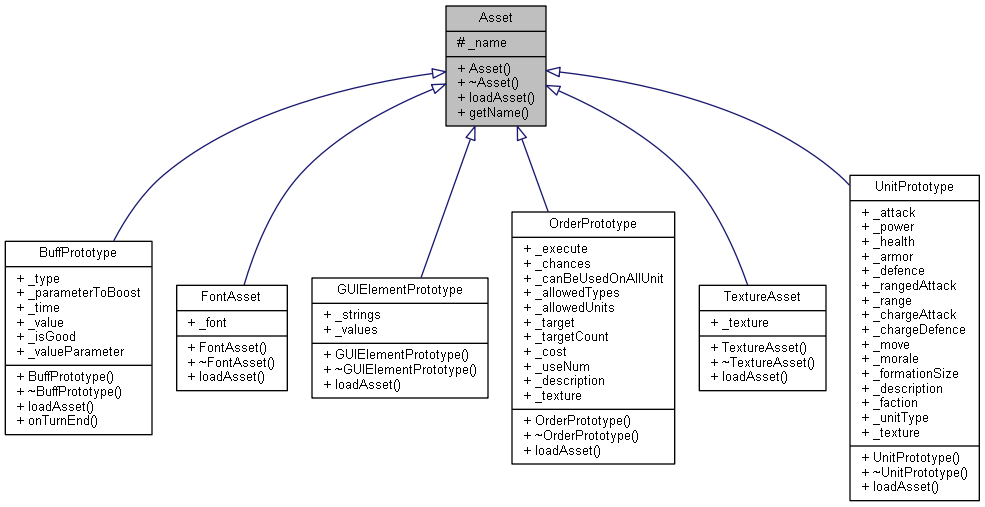 Asset
# _name
+ Asset()
+ ~Asset()
+ loadAsset()
+ getName()
BuffPrototype
+ _type
+ _parameterToBoost
+ _time
+ _value
+ _isGood
+ _valueParameter
+ BuffPrototype()
+ ~BuffPrototype()
+ loadAsset()
+ onTurnEnd()
FontAsset
+ _font
+ FontAsset()
+ ~FontAsset()
+ loadAsset()
GUIElementPrototype
+ _strings
+ _values
+ GUIElementPrototype()
+ ~GUIElementPrototype()
+ loadAsset()
OrderPrototype
+ _execute
+ _chances
+ _canBeUsedOnAllUnit
+ _allowedTypes
+ _allowedUnits
+ _target
+ _targetCount
+ _cost
+ _useNum
+ _description
+ _texture
+ OrderPrototype()
+ ~OrderPrototype()
+ loadAsset()
TextureAsset
+ _texture
+ TextureAsset()
+ ~TextureAsset()
+ loadAsset()
UnitPrototype
+ _attack
+ _power
+ _health
+ _armor
+ _defence
+ _rangedAttack
+ _range
+ _chargeAttack
+ _chargeDefence
+ _move
+ _morale
+ _formationSize
+ _description
+ _faction
+ _unitType
+ _texture
+ UnitPrototype()
+ ~UnitPrototype()
+ loadAsset()